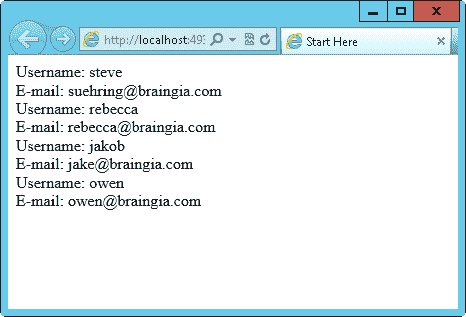 http://localhost:493
Start Here
Username: steve
E-mail: suehring@braingia.com
Username: rebecca
E-mail: rebecca@braingia.com
Username: jakob
E-mail: jake@braingia.com
Username: owen
E-mail: owen@braingia.com